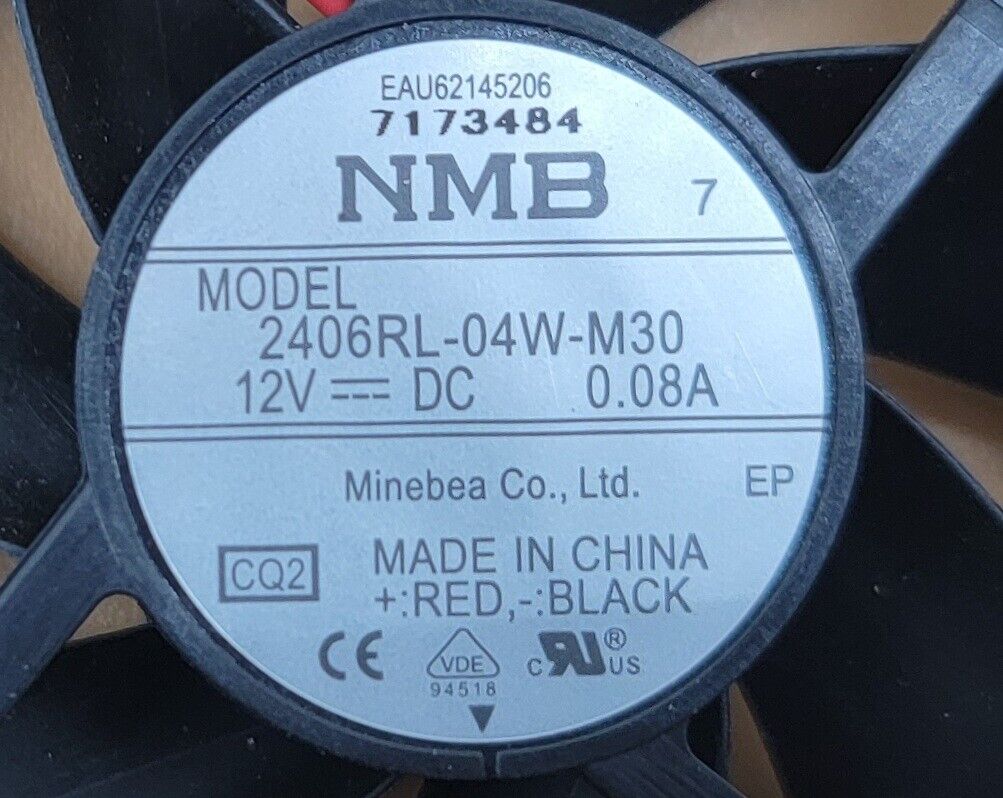 EAU62145206
7173484
NMB 7
MODEL
2406RL-04W-M30
12V DC 0.08A
Minebea Co., Ltd. EP
CQ2 MADE IN CHINA
+:RED,-:BLACK
CE VDE c RU ® US
94518